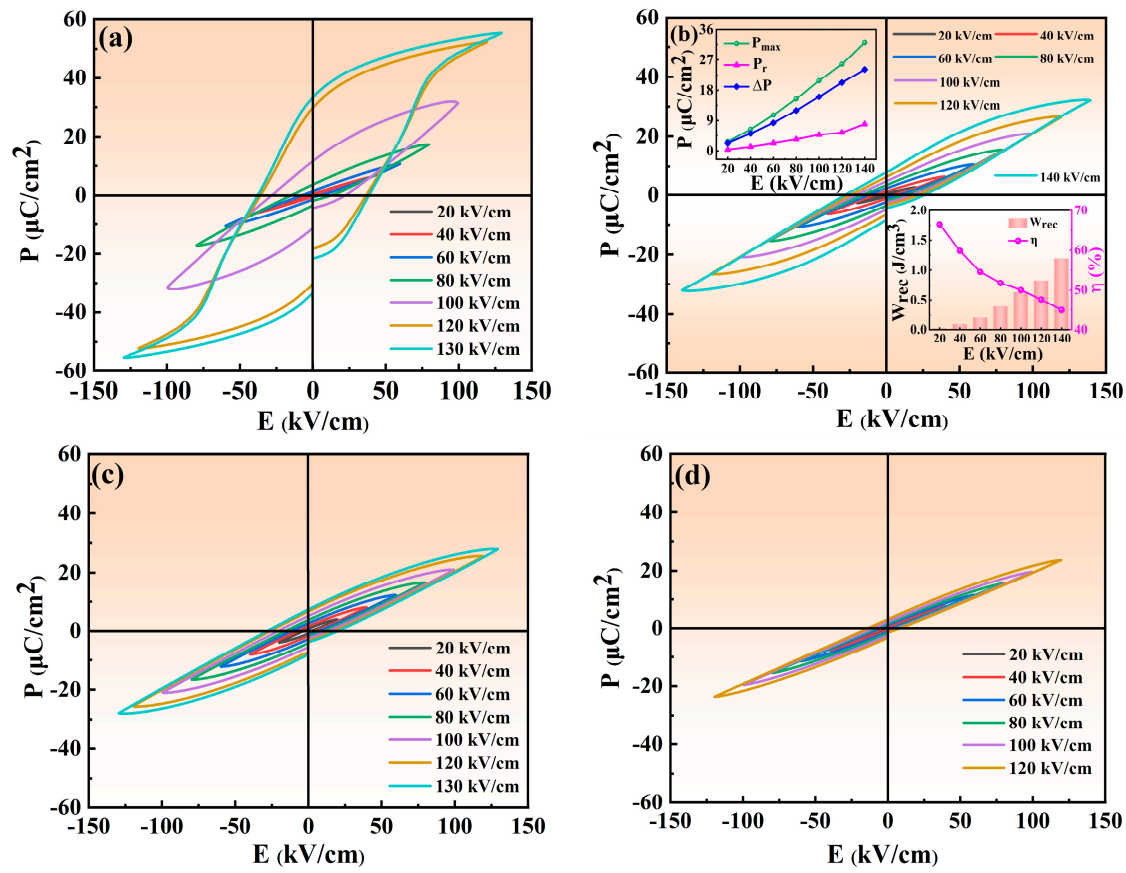 (a)
P (μC/cm²)
60
40
20
0
-20
-40
-60
-150 -100 -50 0 50 100 150
E (kV/cm)
20 kV/cm
40 kV/cm
60 kV/cm
80 kV/cm
100 kV/cm
120 kV/cm
130 kV/cm
(b)
P (μC/cm²)
60
40
20
0
-20
-40
-60
-150 -100 -50 0 50 100 150
E (kV/cm)
20 kV/cm 40 kV/cm
60 kV/cm 80 kV/cm
100 kV/cm
120 kV/cm
140 kV/cm
P (μC/cm²)
36
27
18
9
0
20 40 60 80 100 120 140
E (kV/cm)
Pmax
Pr
ΔP
Wrec (J/cm³)
2.0
1.5
1.0
0.5
0.0
20 40 60 80 100 120 140
E (kV/cm)
Wrec
η
70
60
50
40
η (%)
(c)
P (μC/cm²)
60
40
20
0
-20
-40
-60
-150 -100 -50 0 50 100 150
E (kV/cm)
20 kV/cm
40 kV/cm
60 kV/cm
80 kV/cm
100 kV/cm
120 kV/cm
130 kV/cm
(d)
P (μC/cm²)
60
40
20
0
-20
-40
-60
-150 -100 -50 0 50 100 150
E (kV/cm)
20 kV/cm
40 kV/cm
60 kV/cm
80 kV/cm
100 kV/cm
120 kV/cm